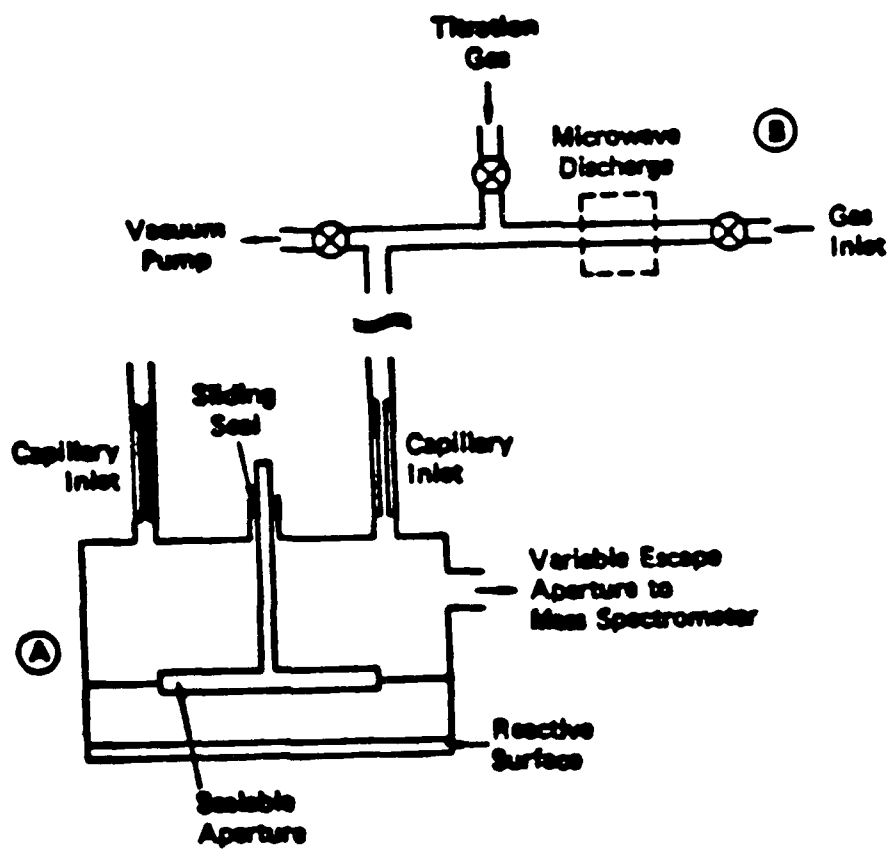 Titration
Gas
Microwave
Discharge
B
Vacuum
Pump
Gas
Inlet
Sliding
Seal
Capillary
Inlet
Capillary
Inlet
Variable Escape
Aperture to
Mass Spectrometer
A
Reactive
Surface
Sealable
Aperture